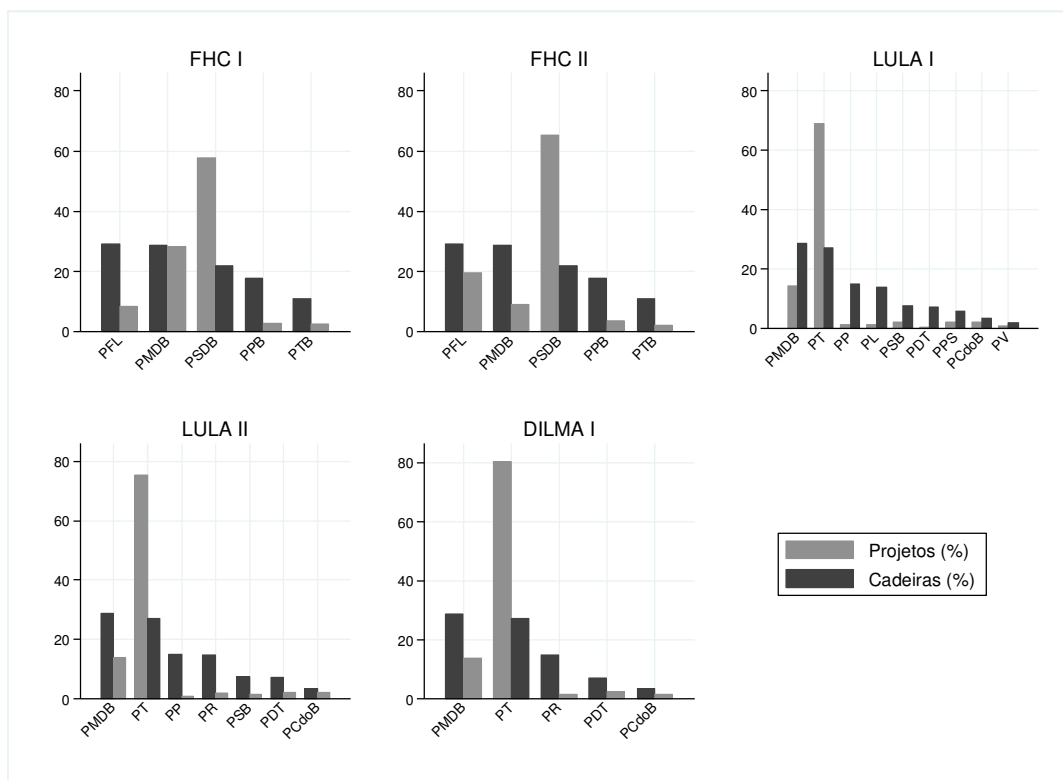 FHC I
80
60
40
20
0
PFL
PMDB
PSDB
PPB
PTB
FHC II
80
60
40
20
0
PFL
PMDB
PSDB
PPB
PTB
LULA I
80
60
40
20
0
PMDB
PT
PP
PL
PSB
PDT
PPS
PCdoB
PV
LULA II
80
60
40
20
0
PMDB
PT
PP
PR
PSB
PDT
PCdoB
DILMA I
80
60
40
20
0
PMDB
PT
PR
PDT
PCdoB
Projetos (%)
Cadeiras (%)